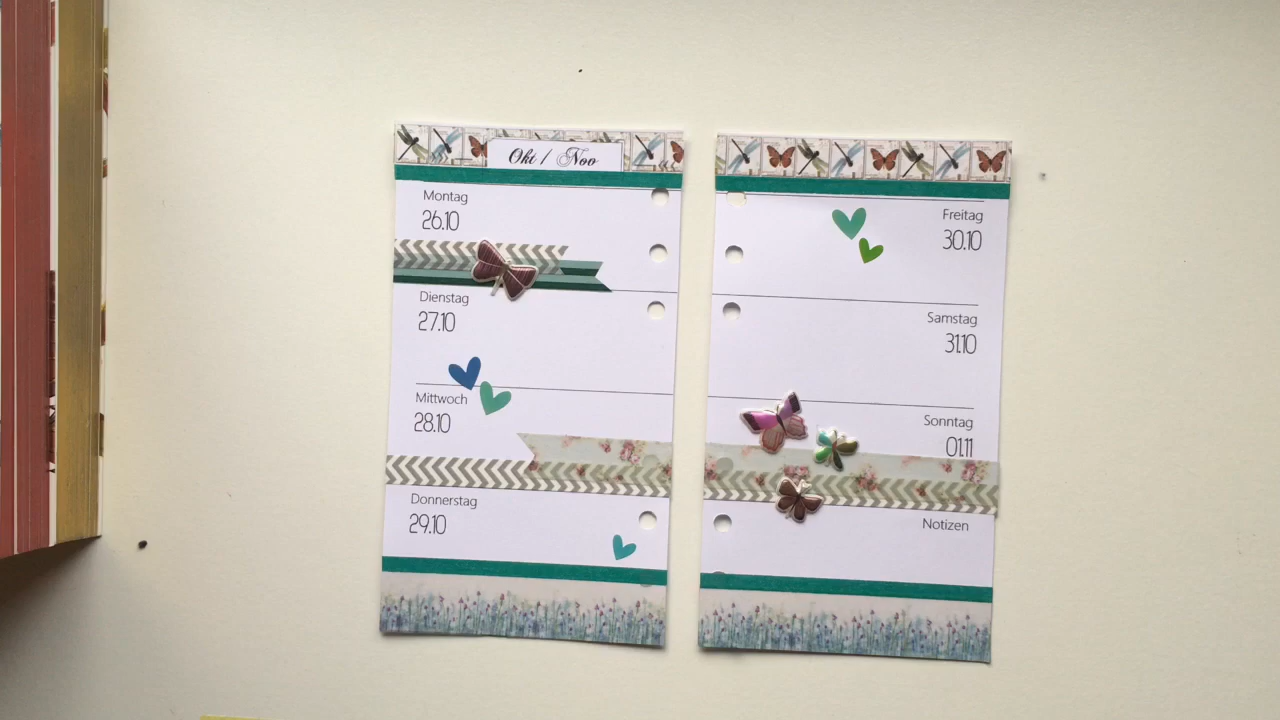 Okt / Nov
Montag
26.10
Dienstag
27.10
Mittwoch
28.10
Donnerstag
29.10
Freitag
30.10
Samstag
31.10
Sonntag
01.11
Notizen